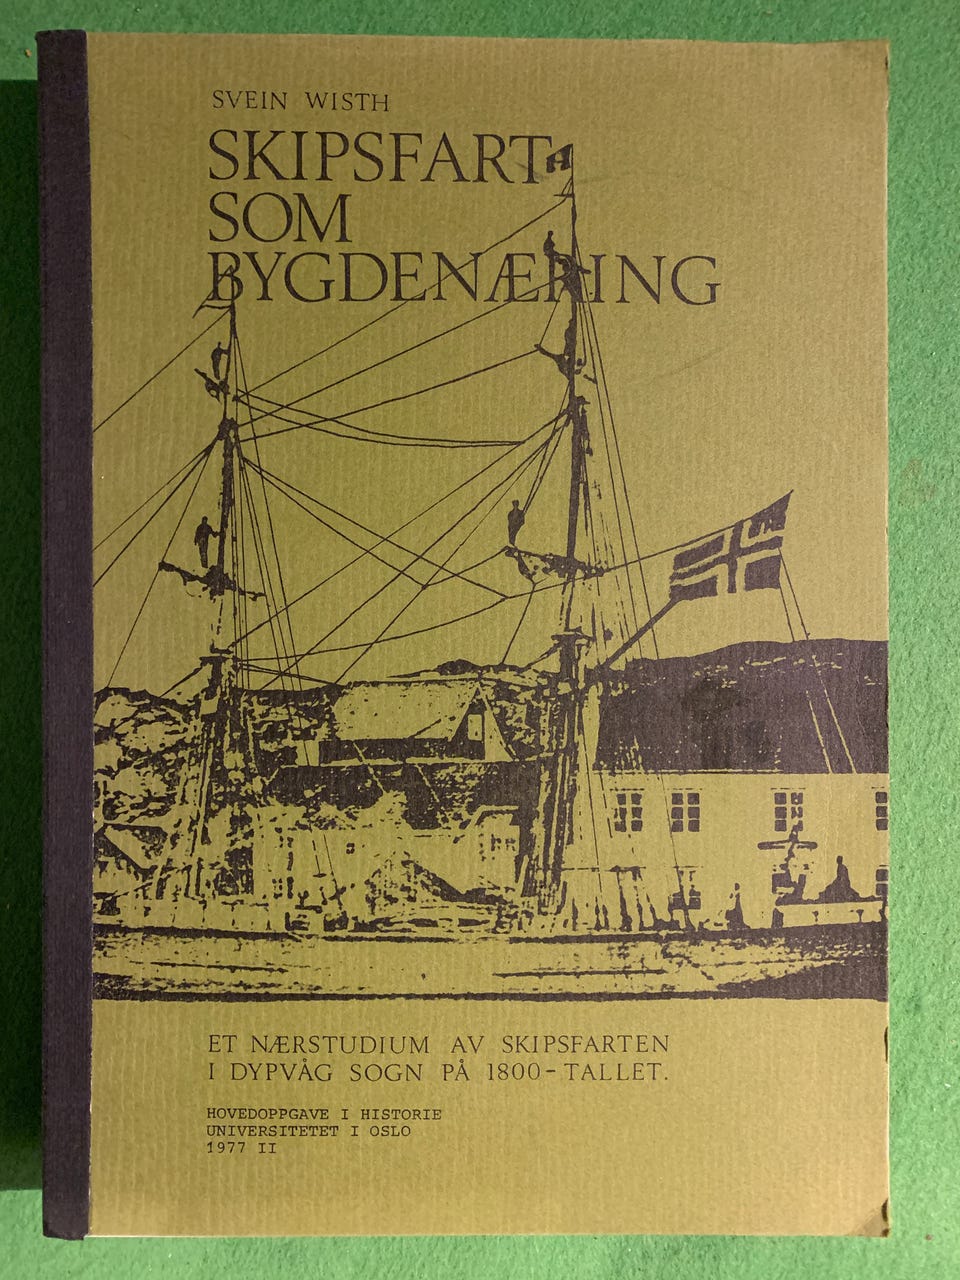 SVEIN WISTH
SKIPSFART
SOM
BYGDENÆRING
ET NÆRSTUDIUM AV SKIPSFARTEN
I DYPVÅG SOGN PÅ 1800-TALLET.
HOVEDOPPGAVE I HISTORIE
UNIVERSITETET I OSLO
1977 II